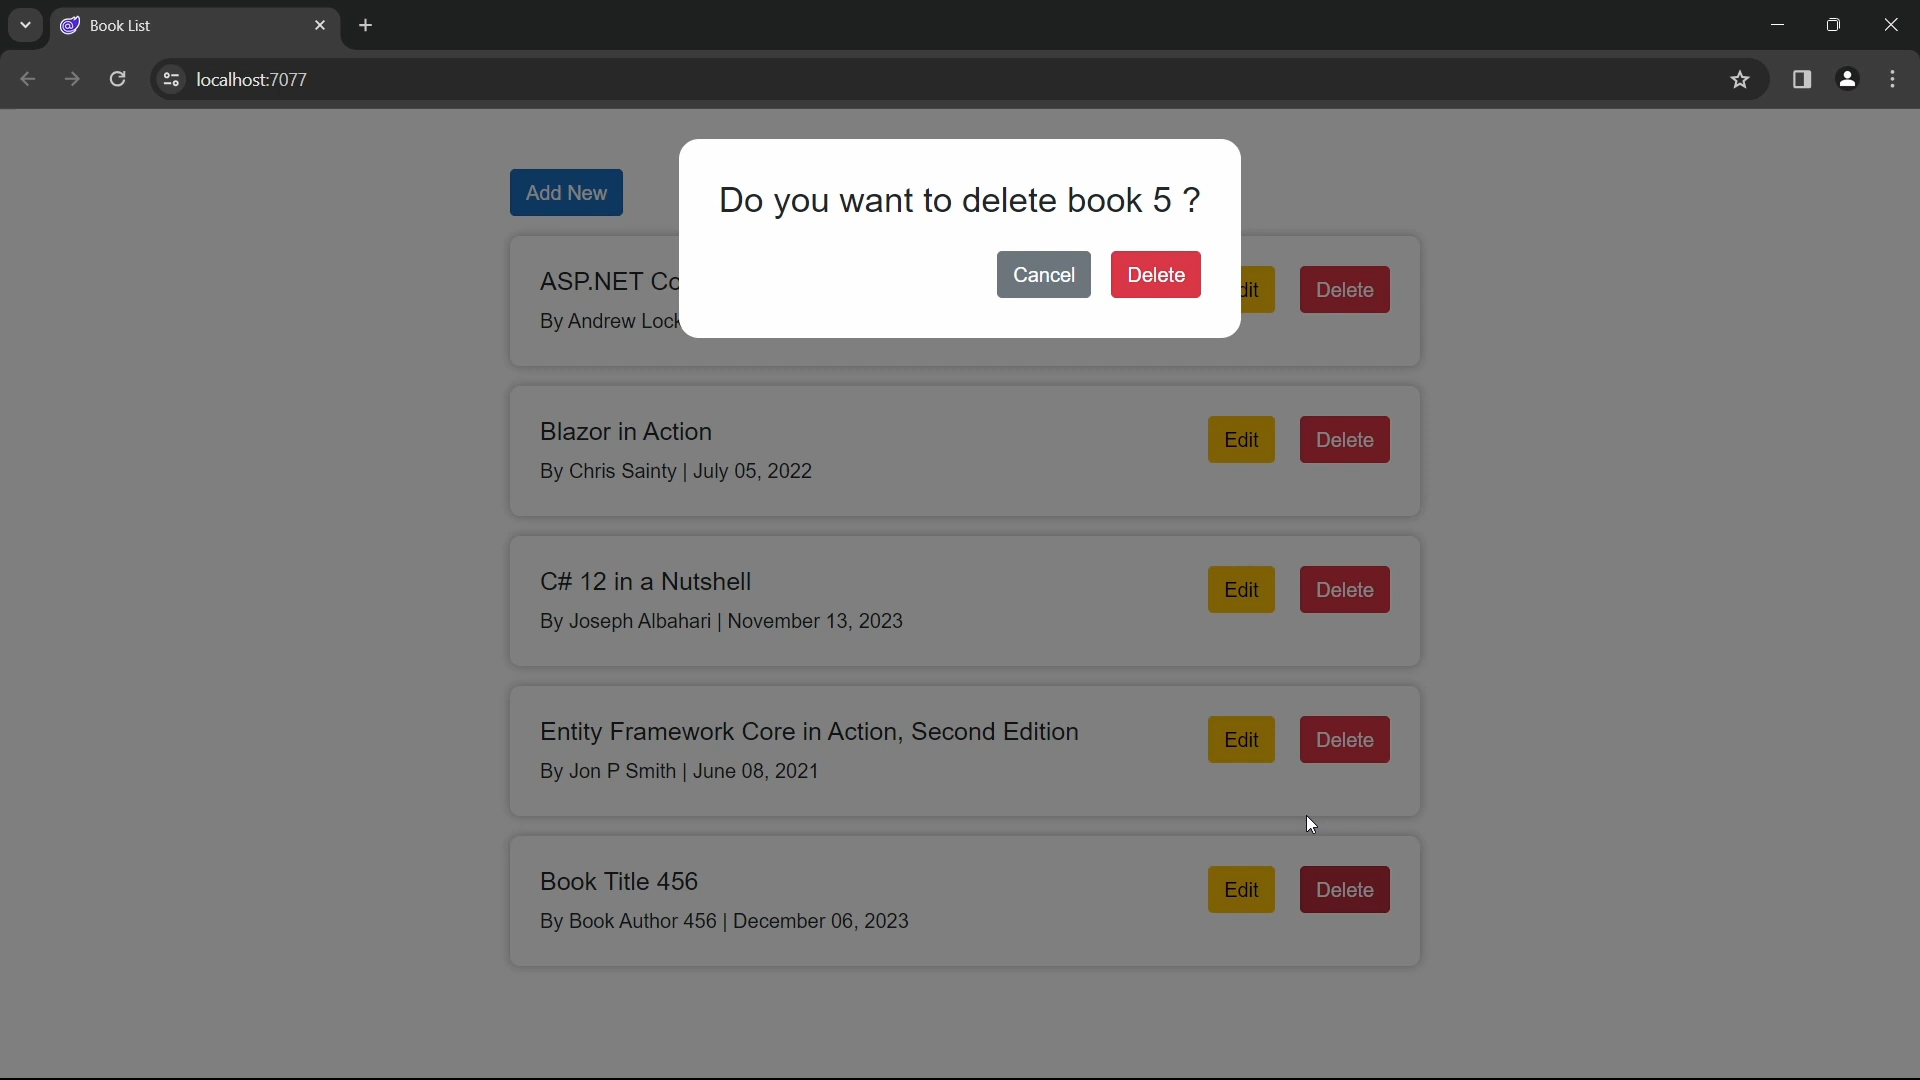 Book List
localhost:7077
Do you want to delete book 5 ?
Cancel Delete
Add New
ASP.NET
By Andrew
Delete
Blazor in Action
By Chris Sainty | July 05, 2022
Edit Delete
C# 12 in a Nutshell
By Joseph Albahari | November 13, 2023
Edit Delete
Entity Framework Core in Action, Second Edition
By Jon P Smith | June 08, 2021
Edit Delete
Book Title 456
By Book Author 456 | December 06, 2023
Edit Delete